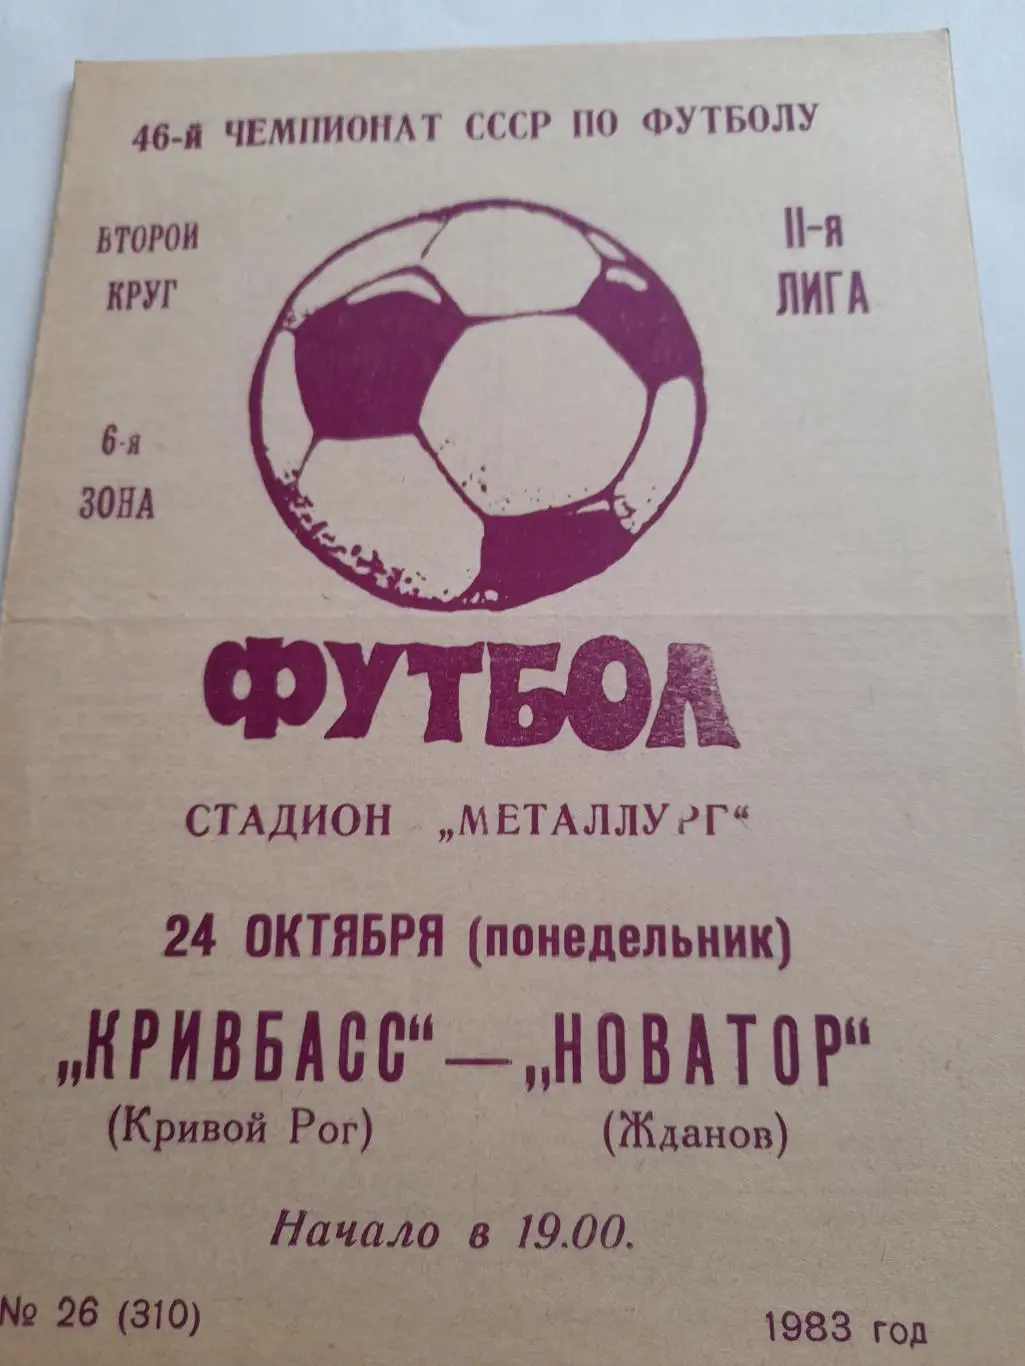 46-й ЧЕМПИОНАТ СССР ПО ФУТБОЛУ
ВТОРОЙ
КРУГ
II-я
ЛИГА
6-я
ЗОНА
ФУТБОЛ
СТАДИОН „МЕТАЛЛУРГ“
24 ОКТЯБРЯ (понедельник)
„КРИВБАСС“ — „НОВАТОР“
(Кривой Рог) (Жданов)
Начало в 19.00.
№ 26 (310) 1983 год